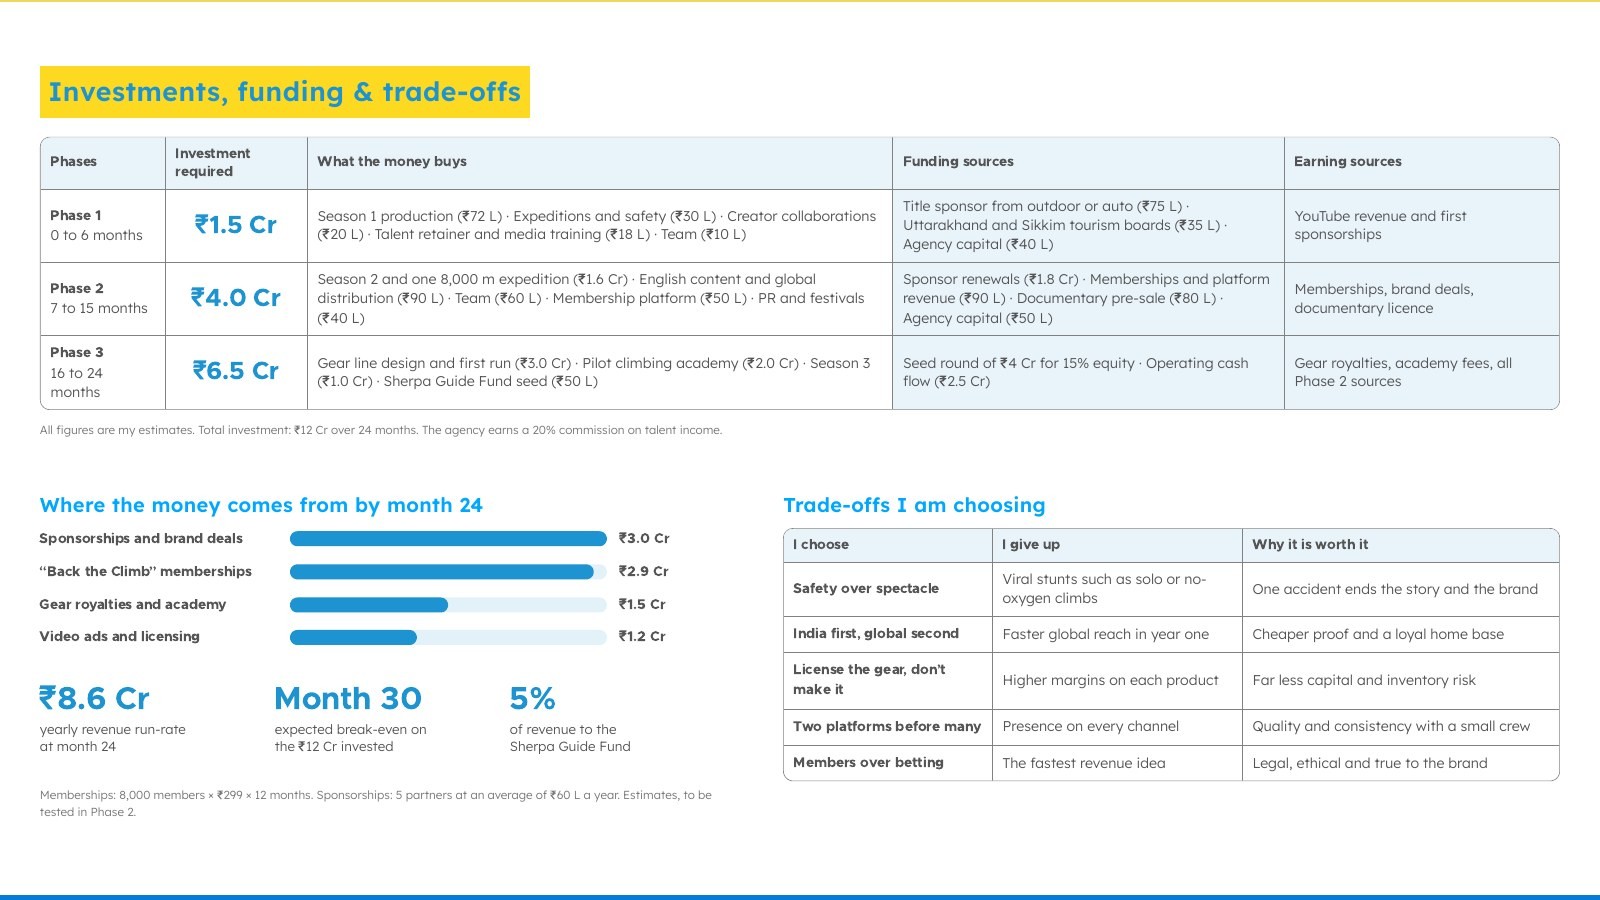 Investments, funding & trade-offs
Phases
Investment
required
What the money buys
Funding sources
Earning sources
Phase 1
0 to 6 months
₹1.5 Cr
Season 1 production (₹72 L) · Expeditions and safety (₹30 L) · Creator collaborations
(₹20 L) · Talent retainer and media training (₹18 L) · Team (₹10 L)
Title sponsor from outdoor or auto (₹75 L) ·
Uttarakhand and Sikkim tourism boards (₹35 L) ·
Agency capital (₹40 L)
YouTube revenue and first
sponsorships
Phase 2
7 to 15 months
₹4.0 Cr
Season 2 and one 8,000 m expedition (₹1.6 Cr) · English content and global
distribution (₹90 L) · Team (₹60 L) · Membership platform (₹50 L) · PR and festivals
(₹40 L)
Sponsor renewals (₹1.8 Cr) · Memberships and platform
revenue (₹90 L) · Documentary pre-sale (₹80 L) ·
Agency capital (₹50 L)
Memberships, brand deals,
documentary licence
Phase 3
16 to 24
months
₹6.5 Cr
Gear line design and first run (₹3.0 Cr) · Pilot climbing academy (₹2.0 Cr) · Season 3
(₹1.0 Cr) · Sherpa Guide Fund seed (₹50 L)
Seed round of ₹4 Cr for 15% equity · Operating cash
flow (₹2.5 Cr)
Gear royalties, academy fees, all
Phase 2 sources
All figures are my estimates. Total investment: ₹12 Cr over 24 months. The agency earns a 20% commission on talent income.
Where the money comes from by month 24
Sponsorships and brand deals ₹3.0 Cr
“Back the Climb” memberships ₹2.9 Cr
Gear royalties and academy ₹1.5 Cr
Video ads and licensing ₹1.2 Cr
₹8.6 Cr
yearly revenue run-rate
at month 24
Month 30
expected break-even on
the ₹12 Cr invested
5%
of revenue to the
Sherpa Guide Fund
Memberships: 8,000 members × ₹299 × 12 months. Sponsorships: 5 partners at an average of ₹60 L a year. Estimates, to be
tested in Phase 2.
Trade-offs I am choosing
I choose
I give up
Why it is worth it
Safety over spectacle
Viral stunts such as solo or no-
oxygen climbs
One accident ends the story and the brand
India first, global second
Faster global reach in year one
Cheaper proof and a loyal home base
License the gear, don’t
make it
Higher margins on each product
Far less capital and inventory risk
Two platforms before many
Presence on every channel
Quality and consistency with a small crew
Members over betting
The fastest revenue idea
Legal, ethical and true to the brand